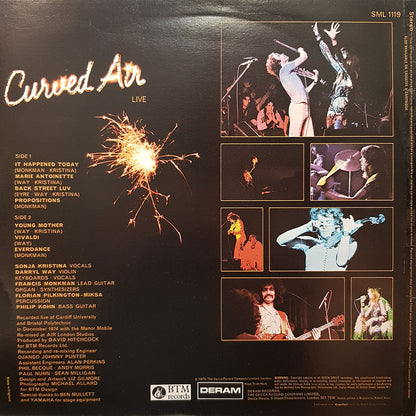 SML 1119
Stereo
Curved Air
LIVE
SIDE 1
IT HAPPENED TODAY
(MONKMAN · KRISTINA)
MARIE ANTOINETTE
(WAY · KRISTINA)
BACK STREET LUV
(EYRE · WAY · KRISTINA)
PROPOSITIONS
(MONKMAN)
SIDE 2
YOUNG MOTHER
(WAY · KRISTINA)
VIVALDI
(WAY)
EVERDANCE
(MONKMAN)
SONJA KRISTINA VOCALS
DARRYL WAY VIOLIN
KEYBOARDS · VOCALS
FRANCIS MONKMAN LEAD GUITAR
ORGAN · SYNTHESIZERS
FLORIAN PILKINGTON-MIKSA
PERCUSSION
PHILIP KOHN BASS GUITAR
Recorded live at Cardiff University
and Bristol Polytechnic
in December 1974 with the Manor Mobile
Re-mixed at AIR London Studios
Produced by DAVID HITCHCOCK
for BTM Records Ltd.
Recording and re-mixing Engineer
DJANGO JOHNNY PUNTER
Assistant Engineers ALAN PERKINS
PHIL BECQUE · ANDY MORRIS
PAUL NUNN · SEAN MILLIGAN
Design and Artwork JO GILMORE
Photography MICHAEL ALLARD
for BTM Design
Special thanks to BEN MULLETT
and YAMAHA for stage equipment
BTM
records
DERAM